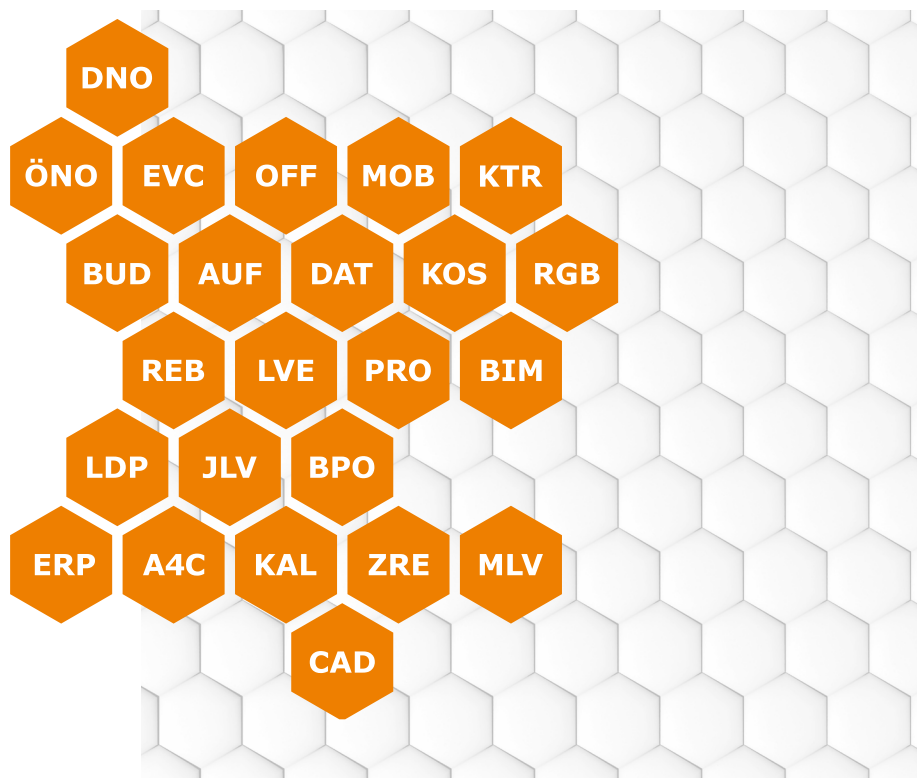 DNO
ÖNO EVC OFF MOB KTR
BUD AUF DAT KOS RGB
REB LVE PRO BIM
LDP JLV BPO
ERP A4C KAL ZRE MLV
CAD